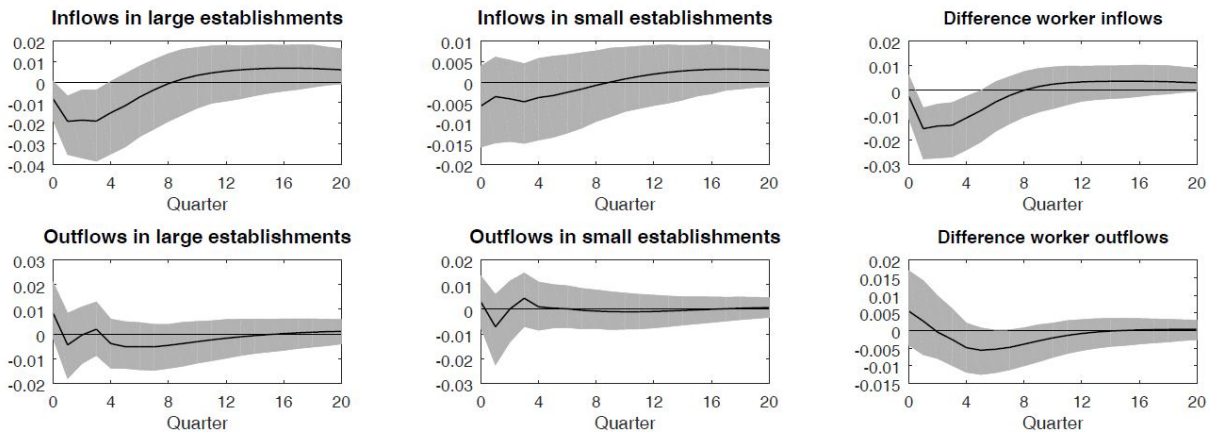 Inflows in large establishments
0.02
0.01
0
-0.01
-0.02
-0.03
-0.04
0 4 8 12 16 20
Quarter
Inflows in small establishments
0.01
0.005
0
-0.005
-0.01
-0.015
-0.02
0 4 8 12 16 20
Quarter
Difference worker inflows
0.02
0.01
0
-0.01
-0.02
-0.03
0 4 8 12 16 20
Quarter
Outflows in large establishments
0.03
0.02
0.01
0
-0.01
-0.02
0 4 8 12 16 20
Quarter
Outflows in small establishments
0.02
0.01
0
-0.01
-0.02
-0.03
0 4 8 12 16 20
Quarter
Difference worker outflows
0.02
0.015
0.01
0.005
0
-0.005
-0.01
-0.015
0 4 8 12 16 20
Quarter